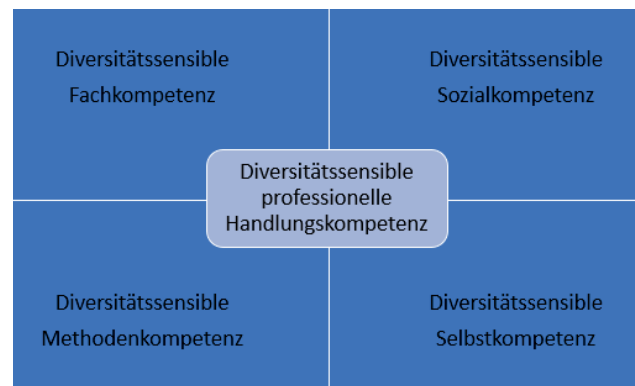 Diversitätssensible
Fachkompetenz
Diversitätssensible
Sozialkompetenz
Diversitätssensible
professionelle
Handlungskompetenz
Diversitätssensible
Methodenkompetenz
Diversitätssensible
Selbstkompetenz